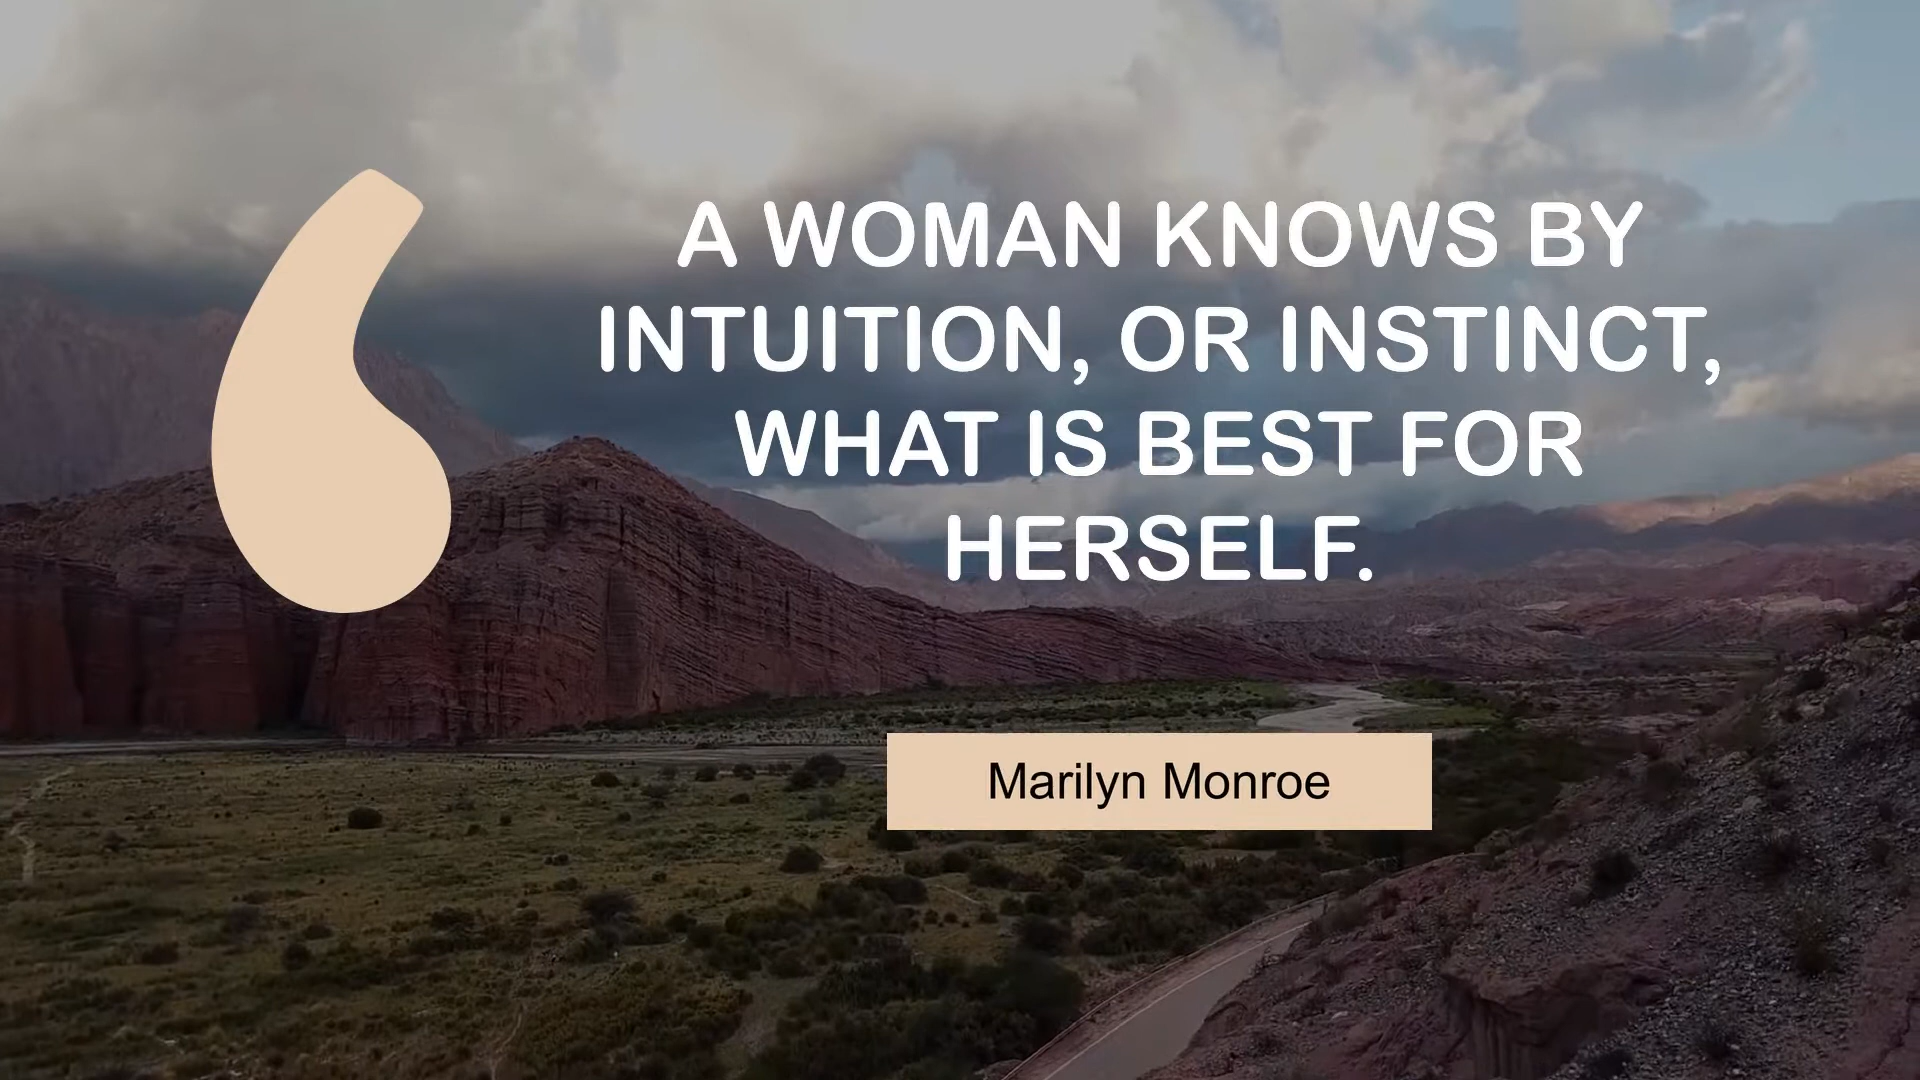 A WOMAN KNOWS BY
INTUITION, OR INSTINCT,
WHAT IS BEST FOR
HERSELF.
Marilyn Monroe